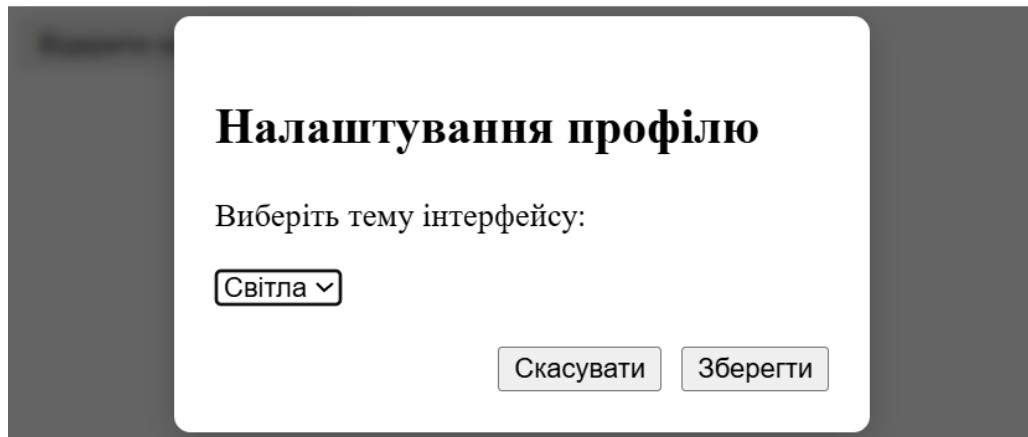 Налаштування профілю
Виберіть тему інтерфейсу:
Світла
Скасувати Зберегти